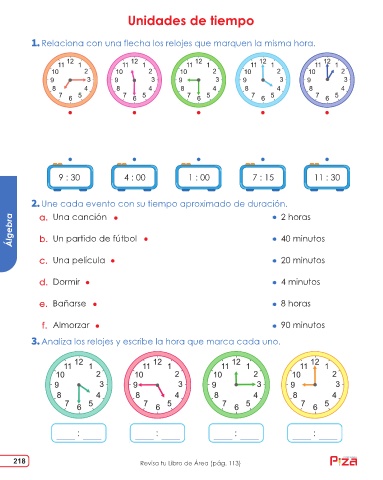 Unidades de tiempo
1. Relaciona con una flecha los relojes que marquen la misma hora.
12 1 2 3 4 5 6 7 8 9 10 11
12 1 2 3 4 5 6 7 8 9 10 11
12 1 2 3 4 5 6 7 8 9 10 11
12 1 2 3 4 5 6 7 8 9 10 11
12 1 2 3 4 5 6 7 8 9 10 11
9 : 30 4 : 00 1 : 00 7 : 15 11 : 30
2. Une cada evento con su tiempo aproximado de duración.
a. Una canción 2 horas
b. Un partido de fútbol 40 minutos
c. Una película 20 minutos
d. Dormir 4 minutos
e. Bañarse 8 horas
f. Almorzar 90 minutos
Álgebra
3. Analiza los relojes y escribe la hora que marca cada uno.
12 1 2 3 4 5 6 7 8 9 10 11
12 1 2 3 4 5 6 7 8 9 10 11
12 1 2 3 4 5 6 7 8 9 10 11
12 1 2 3 4 5 6 7 8 9 10 11
___ : ___ ___ : ___ ___ : ___ ___ : ___
218 Revisa tu Libro de Área (pág. 113)